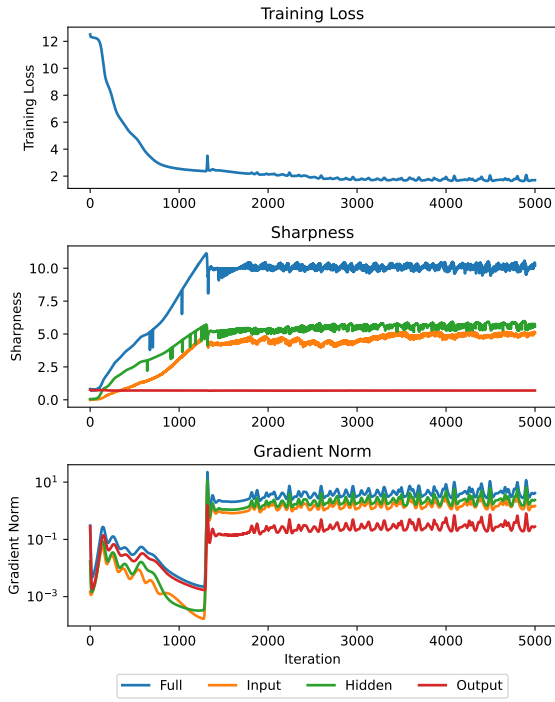 Training Loss
Training Loss
12
10
8
6
4
2
0 1000 2000 3000 4000 5000
Sharpness
Sharpness
10.0
7.5
5.0
2.5
0.0
0 1000 2000 3000 4000 5000
Gradient Norm
Gradient Norm
10¹
10⁻¹
10⁻³
0 1000 2000 3000 4000 5000
Iteration
Full Input Hidden Output